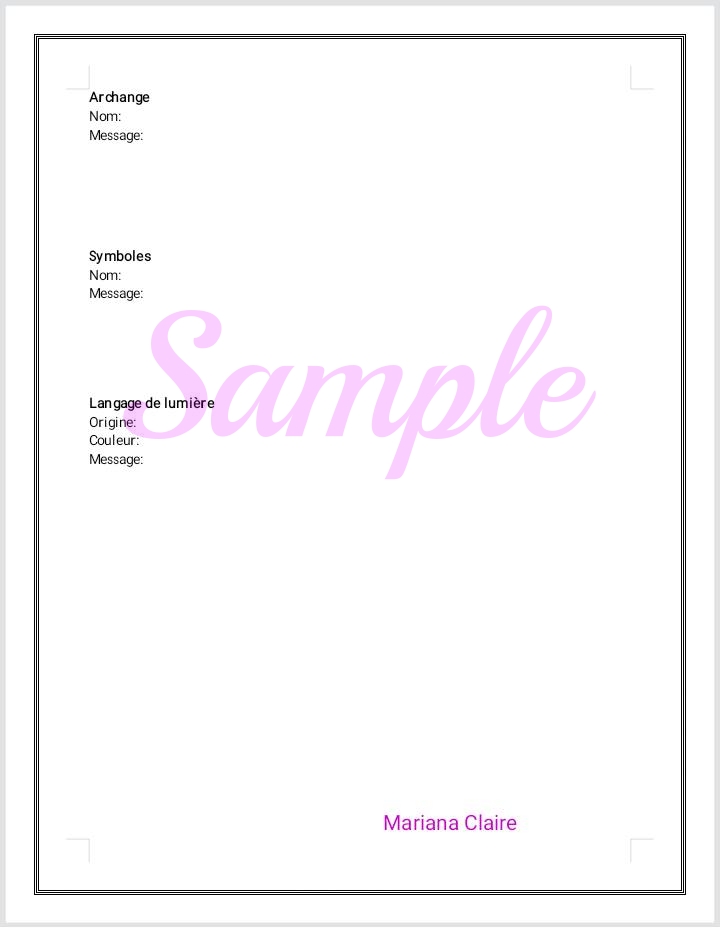 Archange
Nom:
Message:
Symboles
Nom:
Message:
Sample
Langage de lumière
Origine:
Couleur:
Message:
Mariana Claire